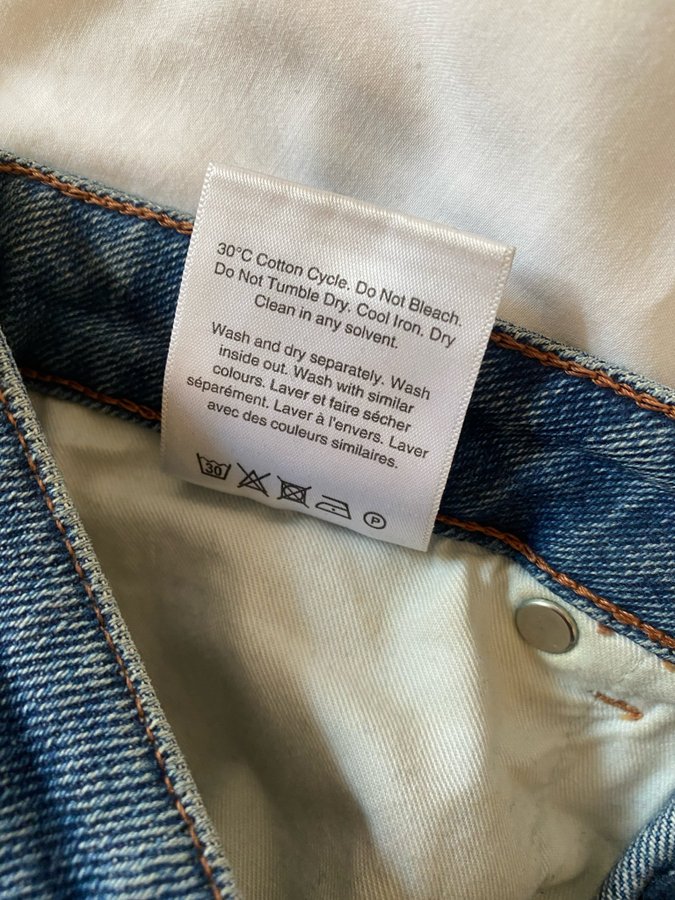 30°C Cotton Cycle. Do Not Bleach.
Do Not Tumble Dry. Cool Iron. Dry
Clean in any solvent.
Wash and dry separately. Wash
inside out. Wash with similar
colours. Laver et faire sécher
séparément. Laver à l'envers. Laver
avec des couleurs similaires.
30 P